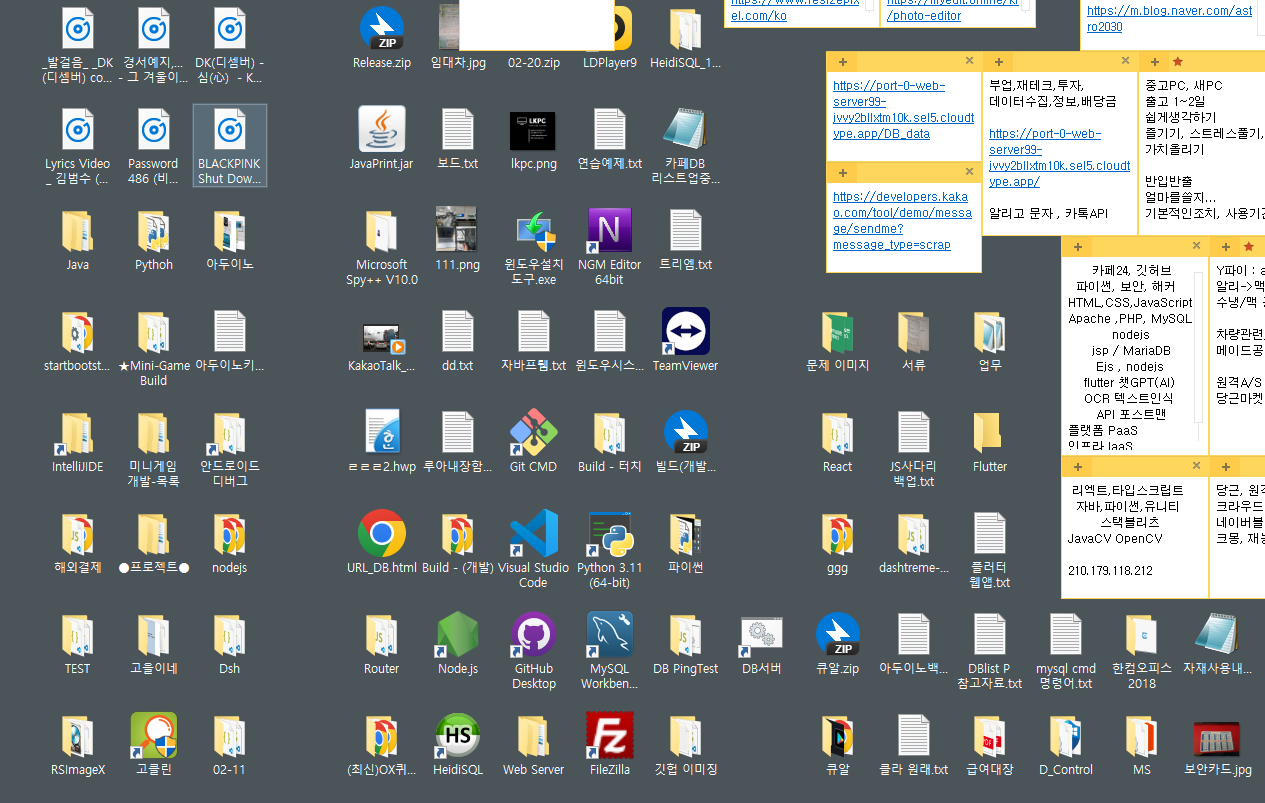 https://www.resizepix
el.com/ko
https://myedit.online/kr
/photo-editor
https://m.blog.naver.com/ast
ro2030
_발걸음__DK
(디셈버) co...
경서예지,...
- 그 겨울이...
DK(디셈버) -
심(心) - K...
ZIP
Release.zip
임대차.jpg
02-20.zip
LDPlayer9
HeidiSQL_1...
https://port-0-web-
server99-
jvvy2bllxtm10k.sel5.cloudt
ype.app/DB_data
부업,재테크,투자,
데이터수집,정보,배당금
https://port-0-web-
server99-
jvvy2bllxtm10k.sel5.cloudt
ype.app/
알리고 문자 , 카톡API
중고PC, 새PC
출고 1~2일
쉽게생각하기
즐기기, 스트레스풀기,
가치올리기
반입반출
얼마를쓸지...
기본적인조치, 사용기간
Lyrics Video
_ 김범수 (...
Password
486 (비...
BLACKPINK
Shut Dow...
JavaPrint.jar
보드.txt
LKPC
lkpc.png
연습예제.txt
카페DB
리스트업중...
https://developers.kaka
o.com/tool/demo/messa
ge/sendme?
message_type=scrap
Java
Pythoh
아두이노
Microsoft
Spy++ V10.0
111.png
윈도우설치
도구.exe
N
NGM Editor
64bit
트리엠.txt
카페24, 깃허브
파이썬, 보안, 해커
HTML,CSS,JavaScript
Apache ,PHP, MySQL
nodejs
jsp / MariaDB
Ejs , nodejs
flutter 챗GPT(AI)
OCR 텍스트인식
API 포스트맨
플랫폼 PaaS
인프라 IaaS
Y파이 : a
알리->맥
수냉/맥
차량관련
메이드공
원격A/S
당근마켓
startbootst...
★Mini-Game
Build
아두이노키...
KakaoTalk_...
dd.txt
자바프렘.txt
윈도우시스...
TeamViewer
문제 이미지
서류
업무
IntelliJIDE
미니게임
개발-목록
안드로이드
디버그
ㄹㄹㄹ2.hwp
루아내장함...
Git CMD
Build - 터치
ZIP
빌드(개발...
React
JS사다리
백업.txt
Flutter
리엑트,타입스크립트
자바,파이썬,유니티
스택블리츠
JavaCV OpenCV
210.179.118.212
당근, 원격
크라우드
네이버블
크몽, 재능
해외결제
●프로젝트●
nodejs
URL_DB.html
Build - (개발)
Visual Studio
Code
Python 3.11
(64-bit)
파이썬
ggg
dashtreme-...
플러터
웹앱.txt
TEST
고을이네
Dsh
Router
Node.js
GitHub
Desktop
MySQL
Workben...
DB PingTest
DB서버
ZIP
큐알.zip
아두이노백...
DBlist P
참고자료.txt
mysql cmd
명령어.txt
한컴오피스
2018
자재사용내...
RSImageX
고클린
02-11
(최신)OX퀴...
HS
HeidiSQL
Web Server
Fz
FileZilla
깃헙 이미징
큐알
클라 원래.txt
PDF
급여대장
D_Control
MS
보안카드.jpg